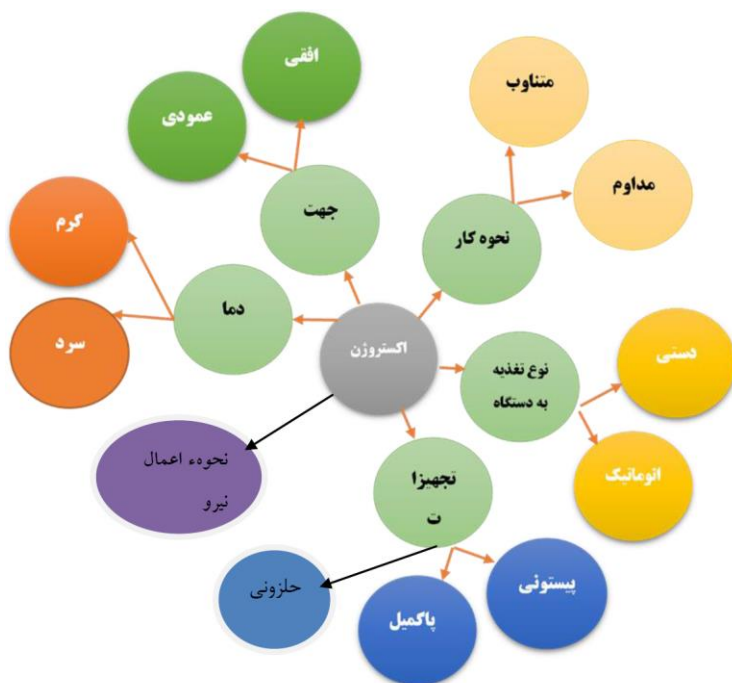 افقی
متناوب
عمودی
مداوم
جهت
نحوه کار
گرم
دما
سرد
اکستروژن
نوع تغذیه
به دستگاه
دستی
اتوماتیک
نحوهء اعمال
نیرو
تجهیزا
ت
حلزونی
پیستونی
پاگمیل